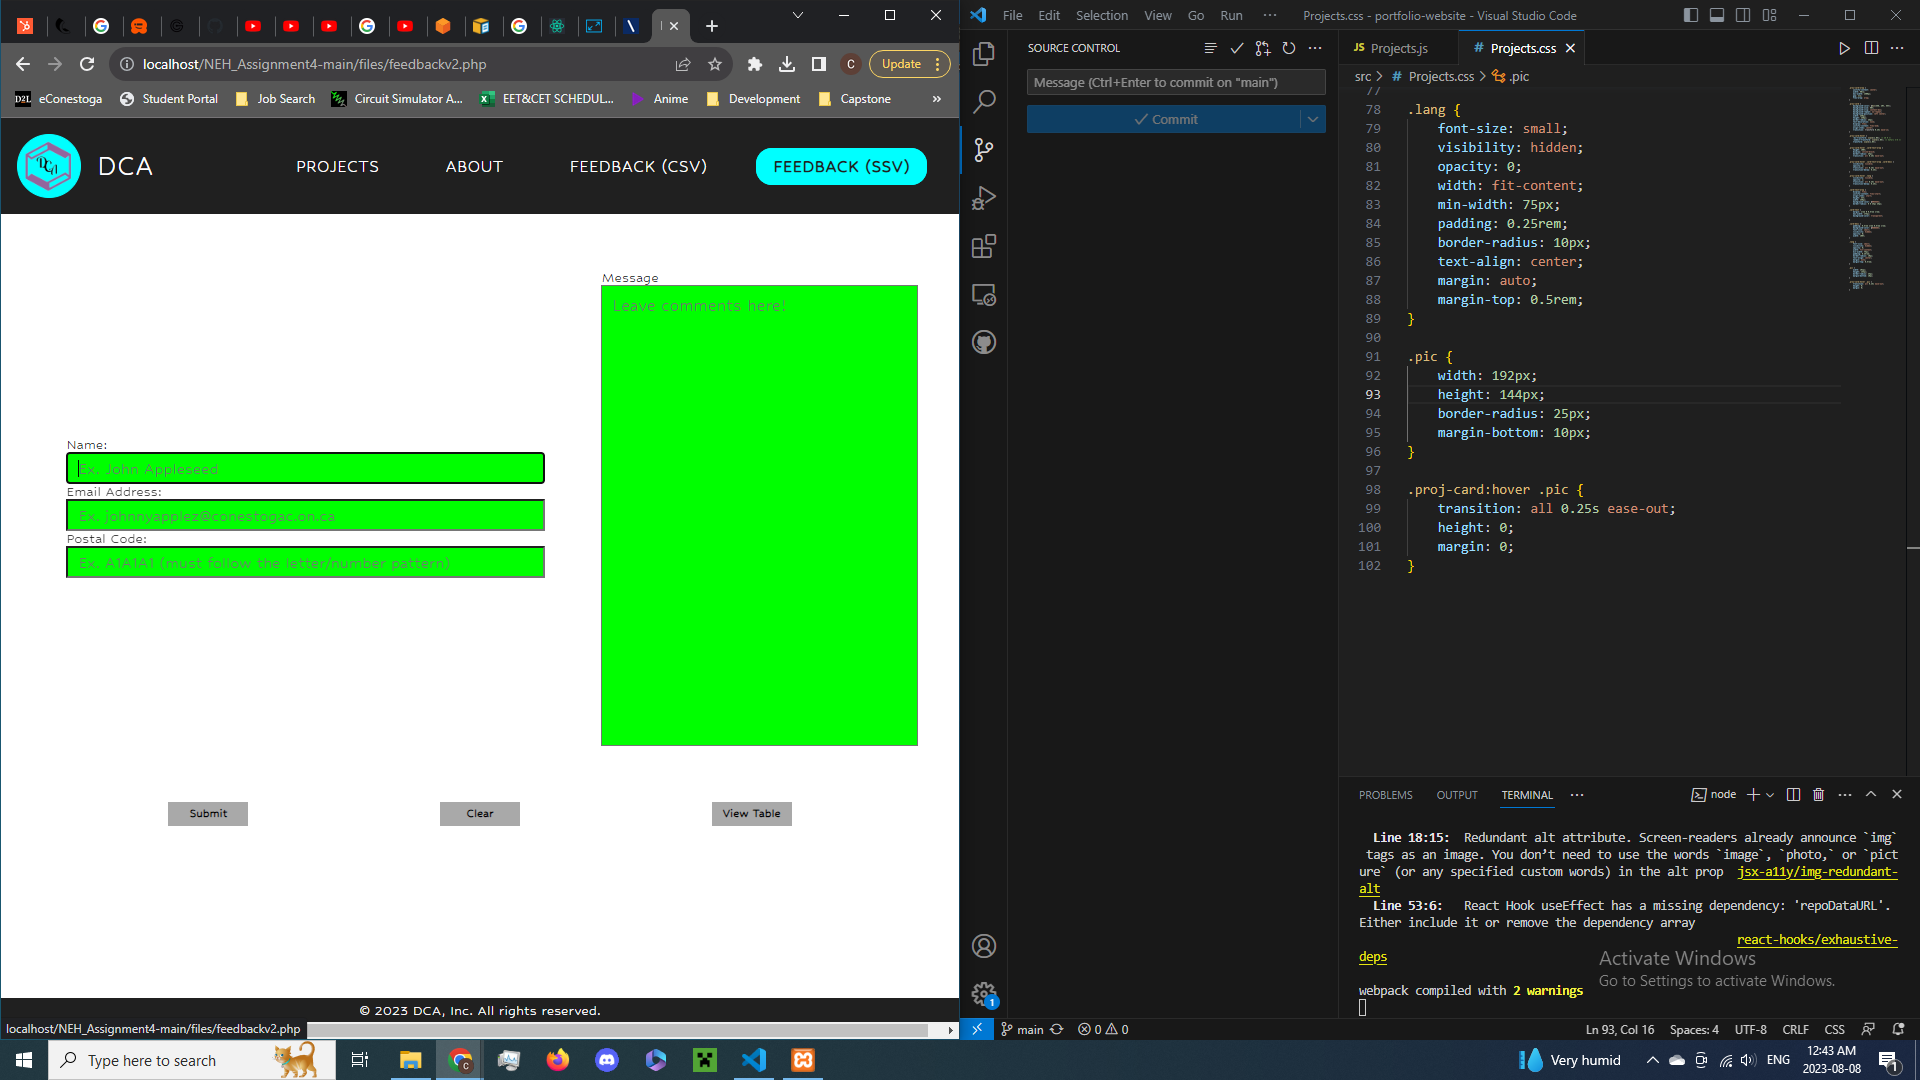 localhost/NEH_Assignment4-main/files/feedbackv2.php
C
Update
D2L eConestoga
Student Portal
Job Search
Circuit Simulator A...
EET&CET SCHEDUL...
Anime
Development
Capstone
»
DCA
DCA
PROJECTS
ABOUT
FEEDBACK (CSV)
FEEDBACK (SSV)
Message
Leave comments here!
Name:
Ex. John Appleseed
Email Address:
Ex. johnnyapplez@conestogac.on.ca
Postal Code:
Ex. A1A1A1 (must follow the letter/number pattern)
Submit
Clear
View Table
© 2023 DCA, Inc. All rights reserved.
localhost/NEH_Assignment4-main/files/feedbackv2.php
File Edit Selection View Go Run ···
Projects.css - portfolio-website - Visual Studio Code
SOURCE CONTROL
Message (Ctrl+Enter to commit on "main")
Commit
JS Projects.js
# Projects.css
src > # Projects.css > .pic
77
78 .lang {
79 font-size: small;
80 visibility: hidden;
81 opacity: 0;
82 width: fit-content;
83 min-width: 75px;
84 padding: 0.25rem;
85 border-radius: 10px;
86 text-align: center;
87 margin: auto;
88 margin-top: 0.5rem;
89 }
90
91 .pic {
92 width: 192px;
93 height: 144px;
94 border-radius: 25px;
95 margin-bottom: 10px;
96 }
97
98 .proj-card:hover .pic {
99 transition: all 0.25s ease-out;
100 height: 0;
101 margin: 0;
102 }
PROBLEMS OUTPUT TERMINAL ···
node
Line 18:15: Redundant alt attribute. Screen-readers already announce `img`
tags as an image. You don’t need to use the words `image`, `photo,` or `pict
ure` (or any specified custom words) in the alt prop jsx-a11y/img-redundant-
alt
Line 53:6: React Hook useEffect has a missing dependency: 'repoDataURL'.
Either include it or remove the dependency array
react-hooks/exhaustive-
deps
webpack compiled with 2 warnings
Activate Windows
Go to Settings to activate Windows.
1
main
0 0
Ln 93, Col 16
Spaces: 4
UTF-8
CRLF
CSS
Type here to search
C
Very humid
ENG
12:43 AM
2023-08-08
1